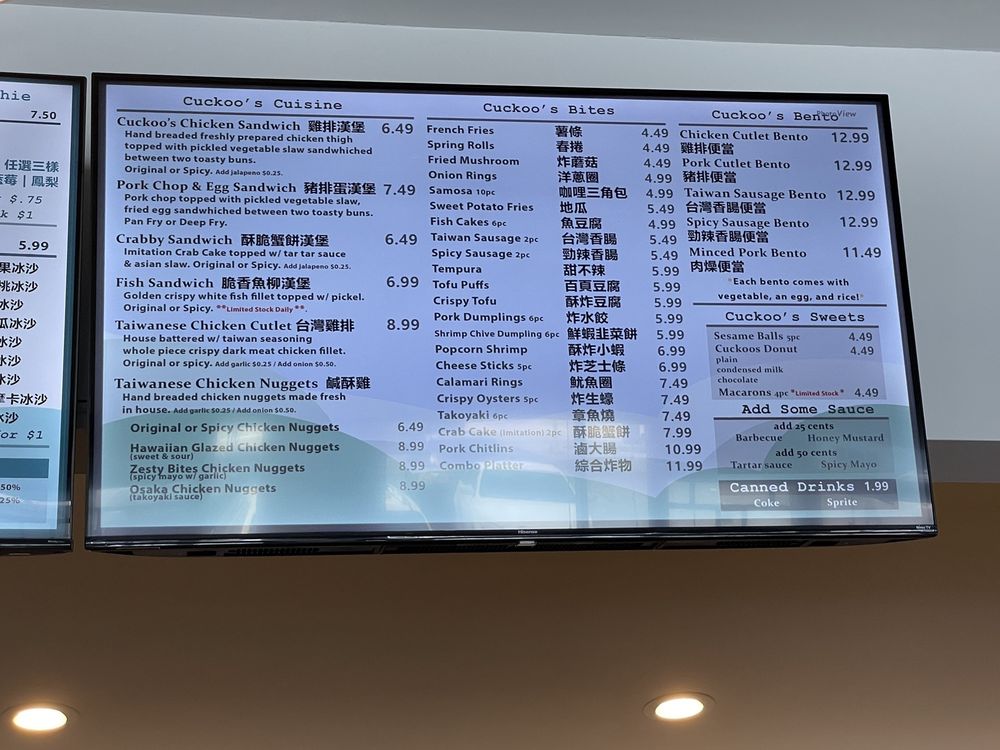 hie
7.50
任選三樣
藍莓 | 鳳梨
$.75
k $1
5.99
果冰沙
桃冰沙
冰沙
瓜冰沙
冰沙
冰沙
冰沙
摩卡冰沙
冰沙
or $1
50%
25%
Cuckoo's Cuisine
Cuckoo's Chicken Sandwich 雞排漢堡 6.49
Hand breaded freshly prepared chicken thigh
topped with pickled vegetable slaw sandwhiched
between two toasty buns.
Original or Spicy. Add jalapeno $0.25.
Pork Chop & Egg Sandwich 豬排蛋漢堡 7.49
Pork chop topped with pickled vegetable slaw,
fried egg sandwhiched between two toasty buns.
Pan Fry or Deep Fry.
Crabby Sandwich 酥脆蟹餅漢堡 6.49
Imitation Crab Cake topped w/ tar tar sauce
& asian slaw. Original or Spicy. Add jalapeno $0.25.
Fish Sandwich 脆香魚柳漢堡 6.99
Golden crispy white fish fillet topped w/ pickel.
Original or Spicy. **Limited Stock Daily **
Taiwanese Chicken Cutlet 台灣雞排 8.99
House battered w/ taiwan seasoning
whole piece crispy dark meat chicken fillet.
Original or spicy. Add garlic $0.25 / Add onion $0.50.
Taiwanese Chicken Nuggets 鹹酥雞
Hand breaded chicken nuggets made fresh
in house. Add garlic $0.25 / Add onion $0.50.
Original or Spicy Chicken Nuggets 6.49
Hawaiian Glazed Chicken Nuggets 8.99
(sweet & sour)
Zesty Bites Chicken Nuggets 8.99
(spicy mayo w/ garlic)
Osaka Chicken Nuggets 8.99
(takoyaki sauce)
Cuckoo's Bites
French Fries 薯條 4.49
Spring Rolls 春捲 4.49
Fried Mushroom 炸蘑菇 4.49
Onion Rings 洋蔥圈 4.99
Samosa 10pc 咖哩三角包 4.99
Sweet Potato Fries 地瓜 5.49
Fish Cakes 6pc 魚豆腐 4.99
Taiwan Sausage 2pc 台灣香腸 5.49
Spicy Sausage 2pc 勁辣香腸 5.49
Tempura 甜不辣 5.99
Tofu Puffs 百頁豆腐 5.99
Crispy Tofu 酥炸豆腐 5.99
Pork Dumplings 6pc 炸水餃 5.99
Shrimp Chive Dumpling 6pc 鮮蝦韭菜餅 5.99
Popcorn Shrimp 酥炸小蝦 6.99
Cheese Sticks 5pc 炸芝士條 6.99
Calamari Rings 魷魚圈 7.49
Crispy Oysters 5pc 炸生蠔 7.49
Takoyaki 6pc 章魚燒 7.49
Crab Cake (imitation) 2pc 酥脆蟹餅 7.99
Pork Chitlins 滷大腸 10.99
Combo Platter 綜合炸物 11.99
Cuckoo's Bento
Chicken Cutlet Bento 12.99
雞排便當
Pork Cutlet Bento 12.99
豬排便當
Taiwan Sausage Bento 12.99
台灣香腸便當
Spicy Sausage Bento 12.99
勁辣香腸便當
Minced Pork Bento 11.49
肉燥便當
*Each bento comes with
vegetable, an egg, and rice!*
Cuckoo's Sweets
Sesame Balls 5pc 4.49
Cuckoos Donut 4.49
plain
condensed milk
chocolate
Macarons 4pc *Limited Stock* 4.49
Add Some Sauce
add 25 cents
Barbecue Honey Mustard
add 50 cents
Tartar sauce Spicy Mayo
Canned Drinks 1.99
Coke Sprite
Hisense
Roku TV